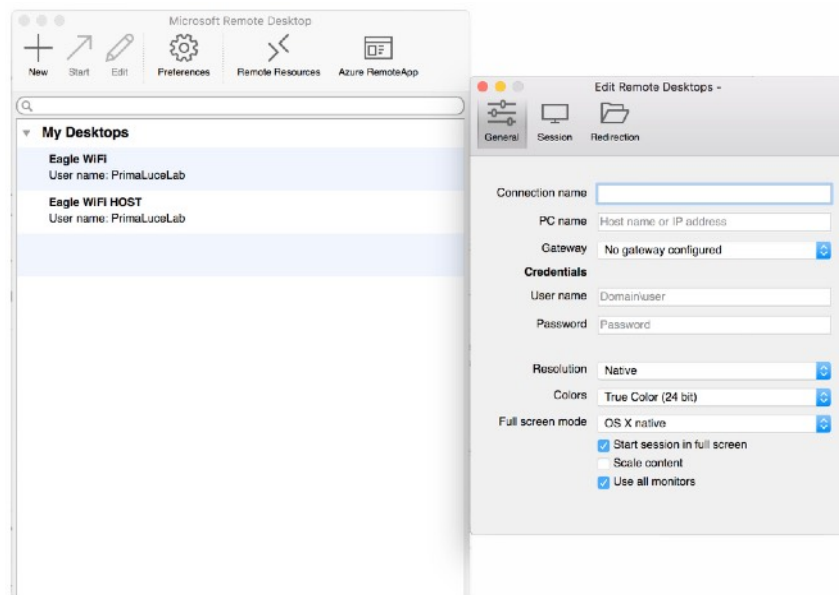 Microsoft Remote Desktop
New Start Edit Preferences Remote Resources Azure RemoteApp
My Desktops
Eagle WiFi
User name: PrimaLuceLab
Eagle WiFi HOST
User name: PrimaLuceLab
Edit Remote Desktops -
General Session Redirection
Connection name
PC name Host name or IP address
Gateway No gateway configured
Credentials
User name Domain\user
Password Password
Resolution Native
Colors True Color (24 bit)
Full screen mode OS X native
Start session in full screen
Scale content
Use all monitors